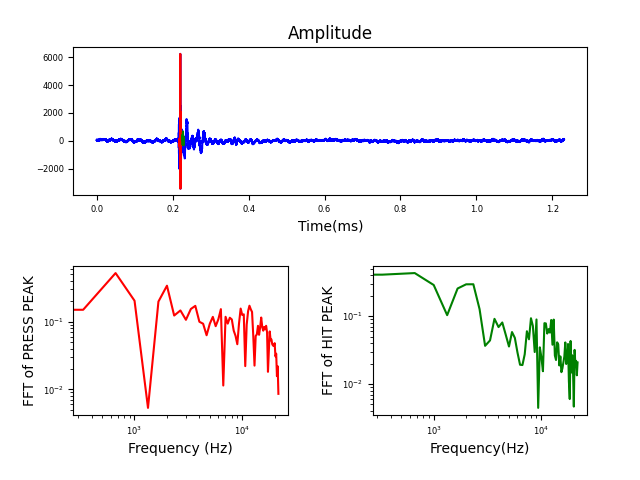 Amplitude
6000
4000
2000
0
−2000
0.0 0.2 0.4 0.6 0.8 1.0 1.2
Time(ms)
FFT of PRESS PEAK
10⁻¹
10⁻²
10³ 10⁴
Frequency (Hz)
FFT of HIT PEAK
10⁻¹
10⁻²
10³ 10⁴
Frequency(Hz)